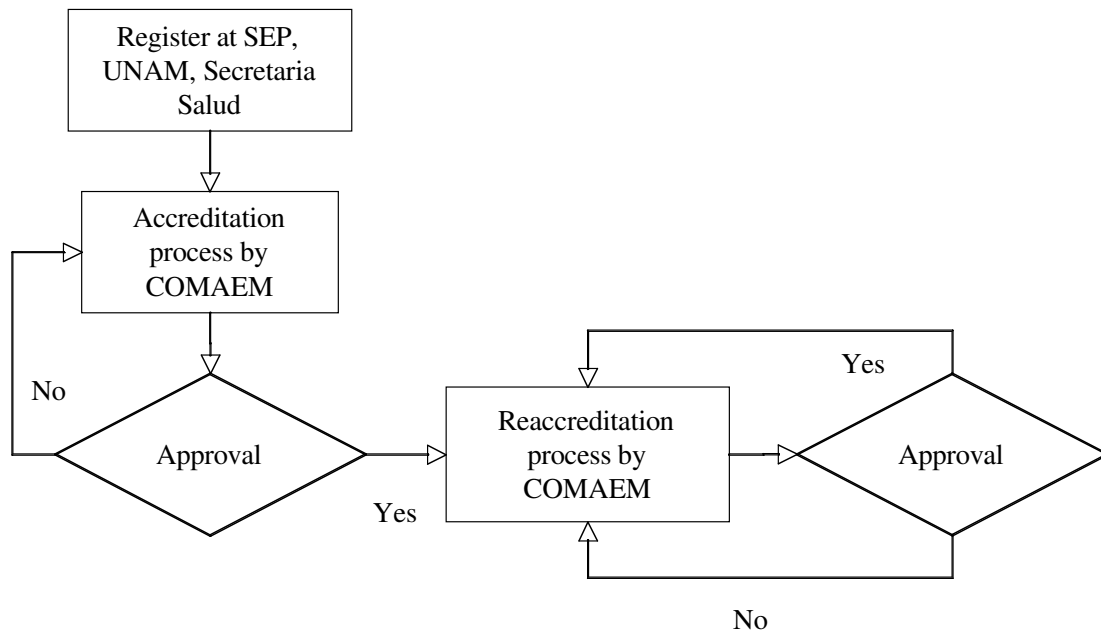 Register at SEP,
UNAM, Secretaria
Salud
Accreditation
process by
COMAEM
No
Approval
Yes
Reaccreditation
process by
COMAEM
Yes
Approval
No